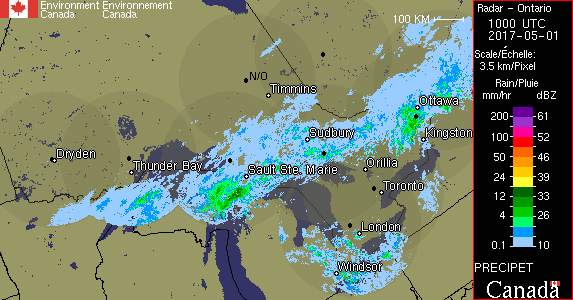 Environment Environnement
Canada Canada
100 KM
N/O
Timmins
Ottawa
Sudbury
Kingston
Dryden
Thunder Bay
Sault Ste. Marie
Orillia
Toronto
London
Windsor
Radar - Ontario
1000 UTC
2017-05-01
Scale/Échelle:
3.5 km/Pixel
Rain/Pluie
mm/hr dBZ
200 61
100 52
50 46
24 39
12 33
4 26
0.1 10
PRECIPET
Canada